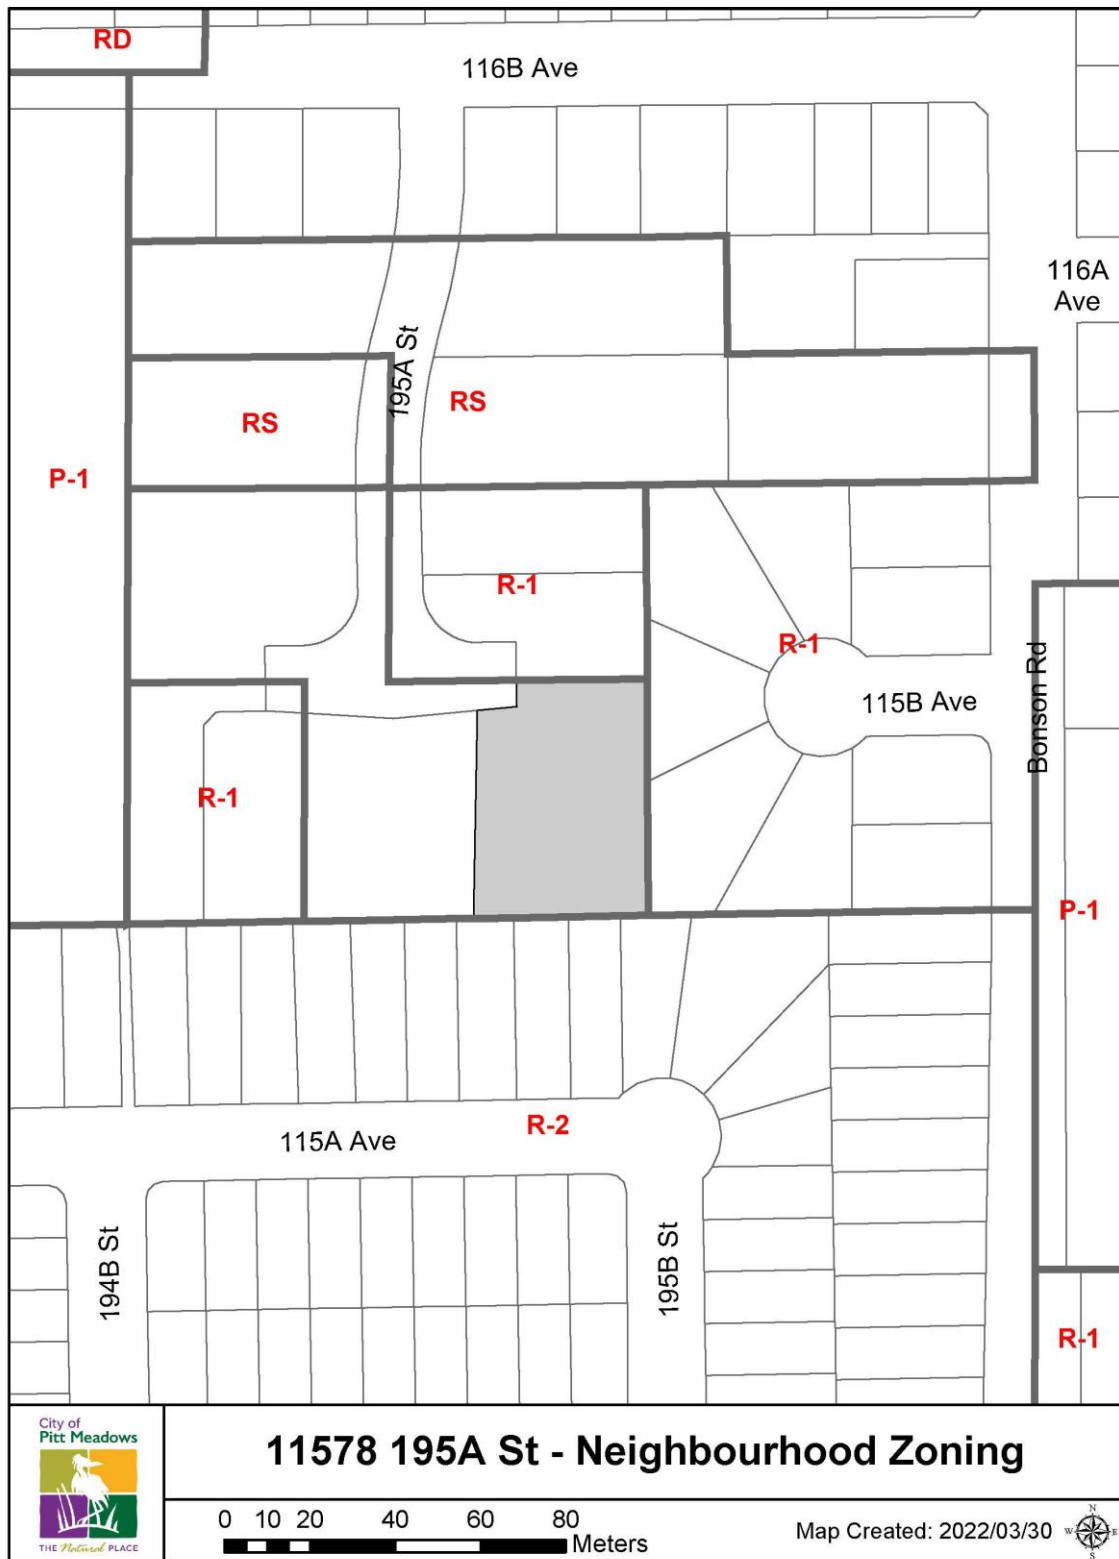 RD
116B Ave
116A
Ave
195A St
RS
RS
P-1
R-1
R-1
115B Ave
Bonson Rd
R-1
P-1
R-2
115A Ave
194B St
195B St
R-1
City of
Pitt Meadows
THE Natural PLACE
11578 195A St - Neighbourhood Zoning
0 10 20 40 60 80
Meters
Map Created: 2022/03/30
N
W E
S